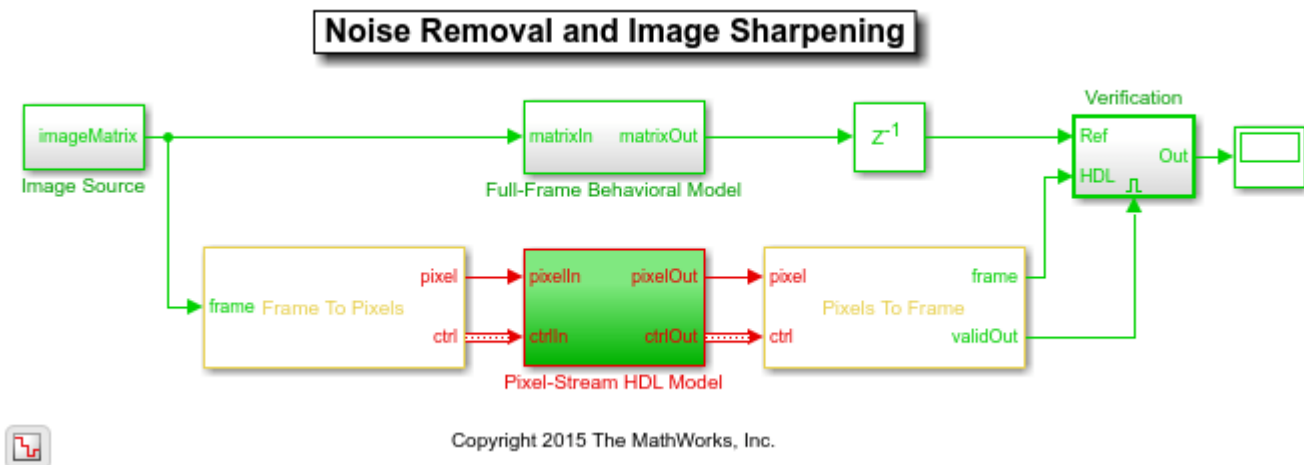 Noise Removal and Image Sharpening
Verification
imageMatrix
matrixIn matrixOut
z-1
Ref
HDL
Out
Image Source
Full-Frame Behavioral Model
frame
Frame To Pixels
pixel
ctrl
pixelIn pixelOut
ctrlIn ctrlOut
pixel
ctrl
Pixels To Frame
frame
validOut
Pixel-Stream HDL Model
Copyright 2015 The MathWorks, Inc.